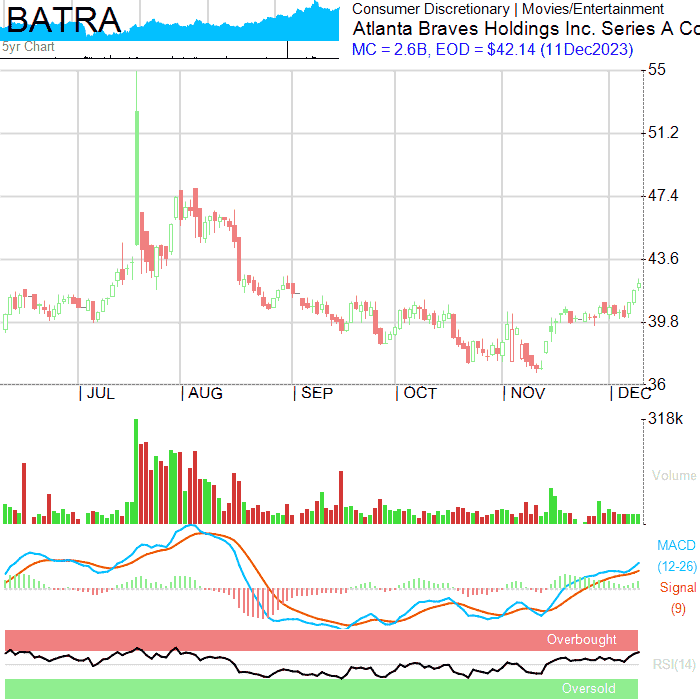 BATRA
5yr Chart
Consumer Discretionary | Movies/Entertainment
Atlanta Braves Holdings Inc. Series A Co
MC = 2.6B, EOD = $42.14 (11Dec2023)
55
51.2
47.4
43.6
39.8
36
JUL AUG SEP OCT NOV DEC
318k
Volume
MACD
(12-26)
Signal
(9)
Overbought
RSI(14)
Oversold